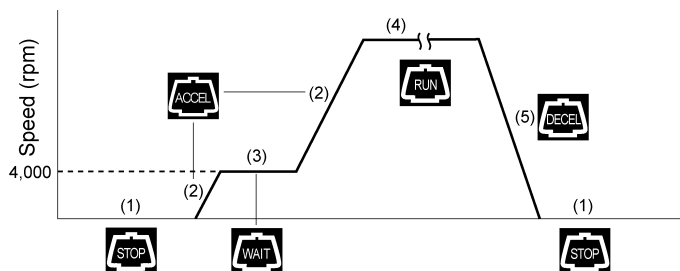 (4)
RUN
ACCEL
(2)
(5)
DECEL
Speed (rpm)
(3)
4,000
(2)
(1)
(1)
STOP
WAIT
STOP